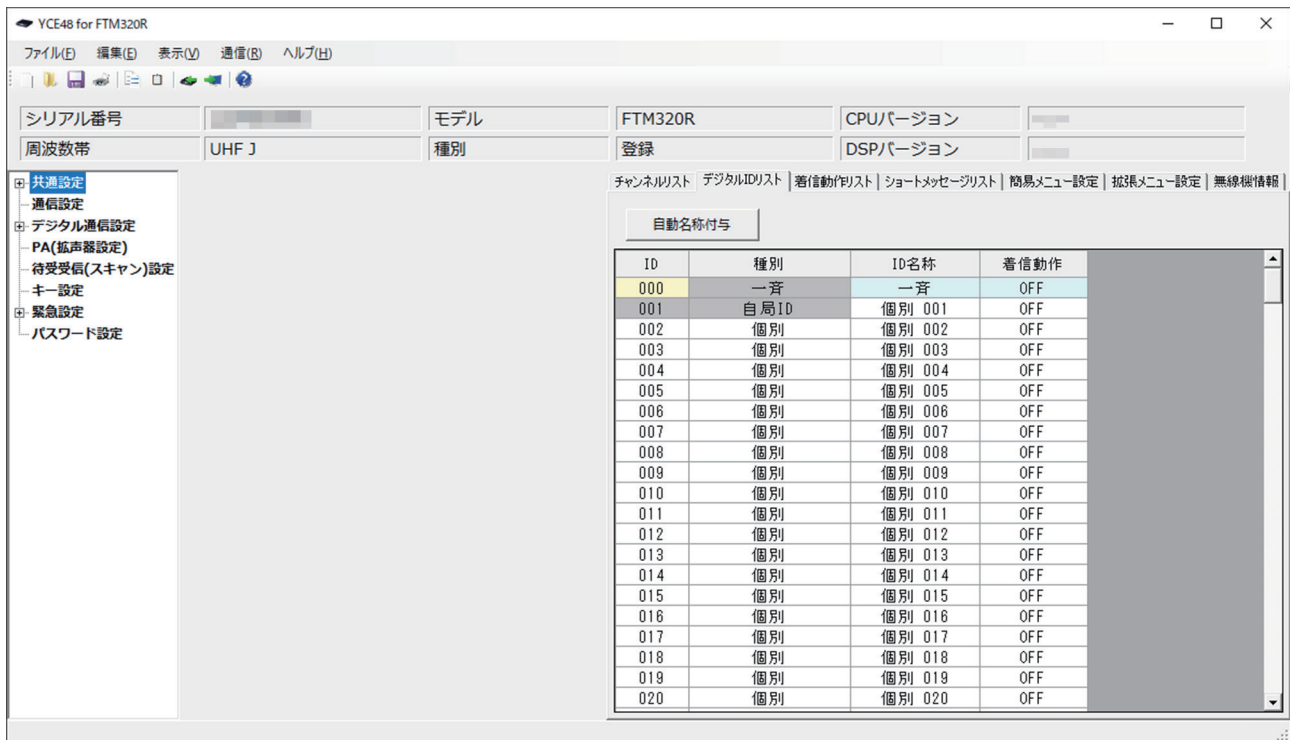 YCE48 for FTM320R
ファイル(F) 編集(E) 表示(V) 通信(R) ヘルプ(H)
シリアル番号 モデル FTM320R CPUバージョン
周波数帯 UHF J 種別 登録 DSPバージョン
共通設定
通信設定
デジタル通信設定
PA(拡声器設定)
待受受信(スキャン)設定
キー設定
緊急設定
パスワード設定
チャンネルリスト デジタルIDリスト 着信動作リスト ショートメッセージリスト 簡易メニュー設定 拡張メニュー設定 無線機情報
自動名称付与
ID 種別 ID名称 着信動作
000 一斉 一斉 OFF
001 自局ID 個別 001 OFF
002 個別 個別 002 OFF
003 個別 個別 003 OFF
004 個別 個別 004 OFF
005 個別 個別 005 OFF
006 個別 個別 006 OFF
007 個別 個別 007 OFF
008 個別 個別 008 OFF
009 個別 個別 009 OFF
010 個別 個別 010 OFF
011 個別 個別 011 OFF
012 個別 個別 012 OFF
013 個別 個別 013 OFF
014 個別 個別 014 OFF
015 個別 個別 015 OFF
016 個別 個別 016 OFF
017 個別 個別 017 OFF
018 個別 個別 018 OFF
019 個別 個別 019 OFF
020 個別 個別 020 OFF